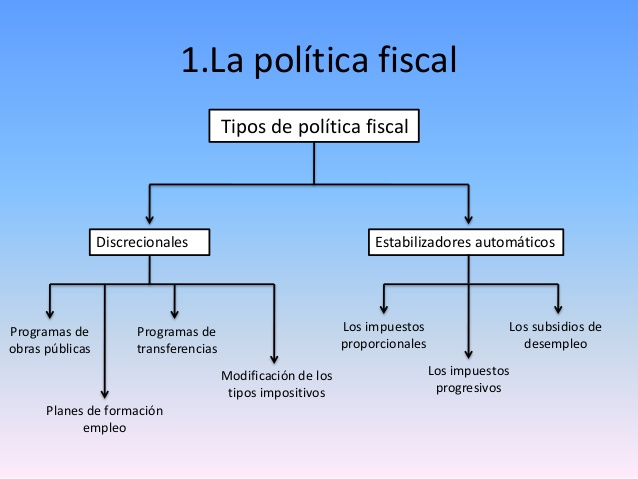 1.La política fiscal
Tipos de política fiscal
Discrecionales
Estabilizadores automáticos
Programas de
obras públicas
Planes de formación
empleo
Programas de
transferencias
Modificación de los
tipos impositivos
Los impuestos
proporcionales
Los impuestos
progresivos
Los subsidios de
desempleo